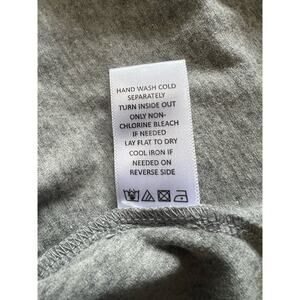 HAND WASH COLD
SEPARATELY
TURN INSIDE OUT
ONLY NON-
CHLORINE BLEACH
IF NEEDED
LAY FLAT TO DRY
COOL IRON IF
NEEDED ON
REVERSE SIDE